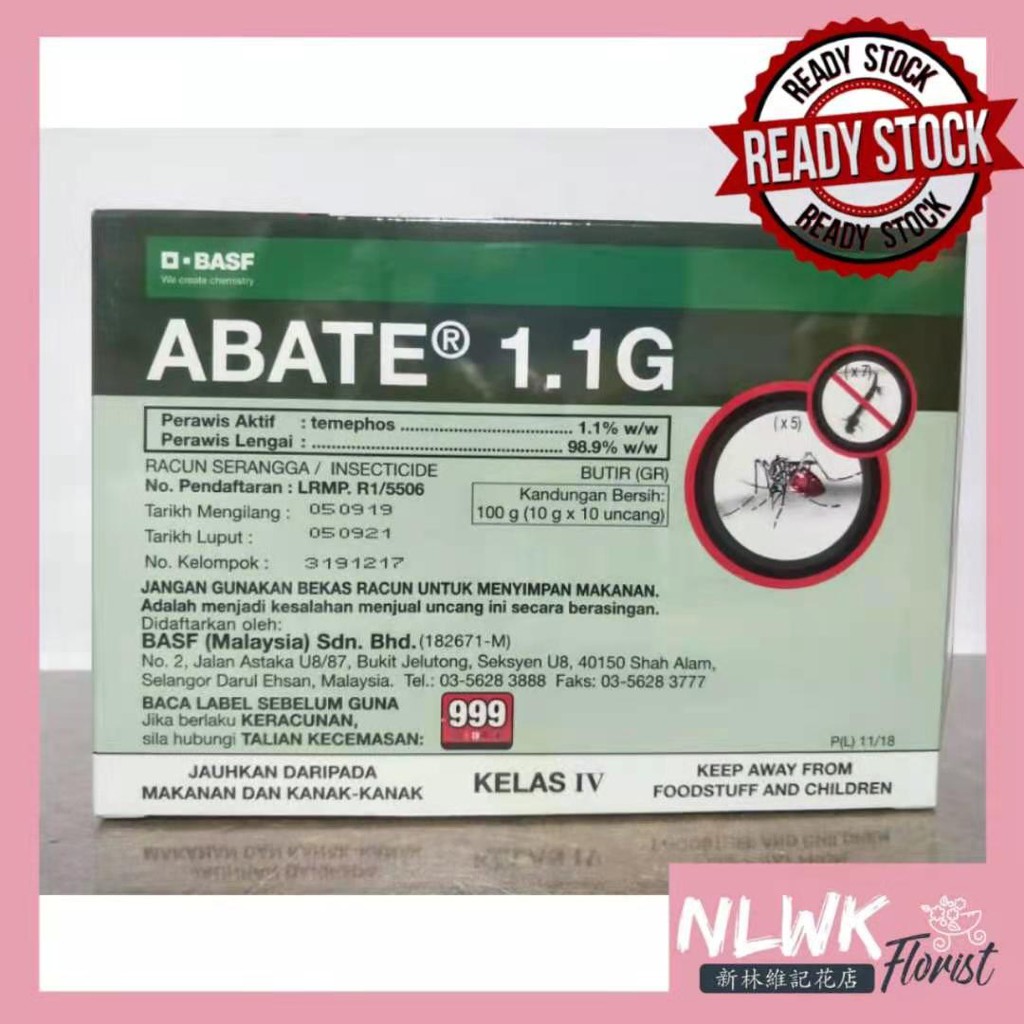 READY STOCK
READY STOCK
READY STOCK
BASF
We create chemistry
ABATE® 1.1G
(x 7)
(x 5)
Perawis Aktif : temephos ........................... 1.1% w/w
Perawis Lengai : ........................................ 98.9% w/w
RACUN SERANGGA / INSECTICIDE BUTIR (GR)
No. Pendaftaran : LRMP. R1/5506
Kandungan Bersih:
100 g (10 g x 10 uncang)
Tarikh Mengilang : 050919
Tarikh Luput : 050921
No. Kelompok : 3191217
JANGAN GUNAKAN BEKAS RACUN UNTUK MENYIMPAN MAKANAN.
Adalah menjadi kesalahan menjual uncang ini secara berasingan.
Didaftarkan oleh:
BASF (Malaysia) Sdn. Bhd. (182671-M)
No. 2, Jalan Astaka U8/87, Bukit Jelutong, Seksyen U8, 40150 Shah Alam,
Selangor Darul Ehsan, Malaysia. Tel.: 03-5628 3888 Faks: 03-5628 3777
BACA LABEL SEBELUM GUNA
Jika berlaku KERACUNAN,
sila hubungi TALIAN KECEMASAN: 999
P(L) 11/18
JAUHKAN DARIPADA
MAKANAN DAN KANAK-KANAK
KELAS IV
KEEP AWAY FROM
FOODSTUFF AND CHILDREN
NLWK
新林維記花店
Florist